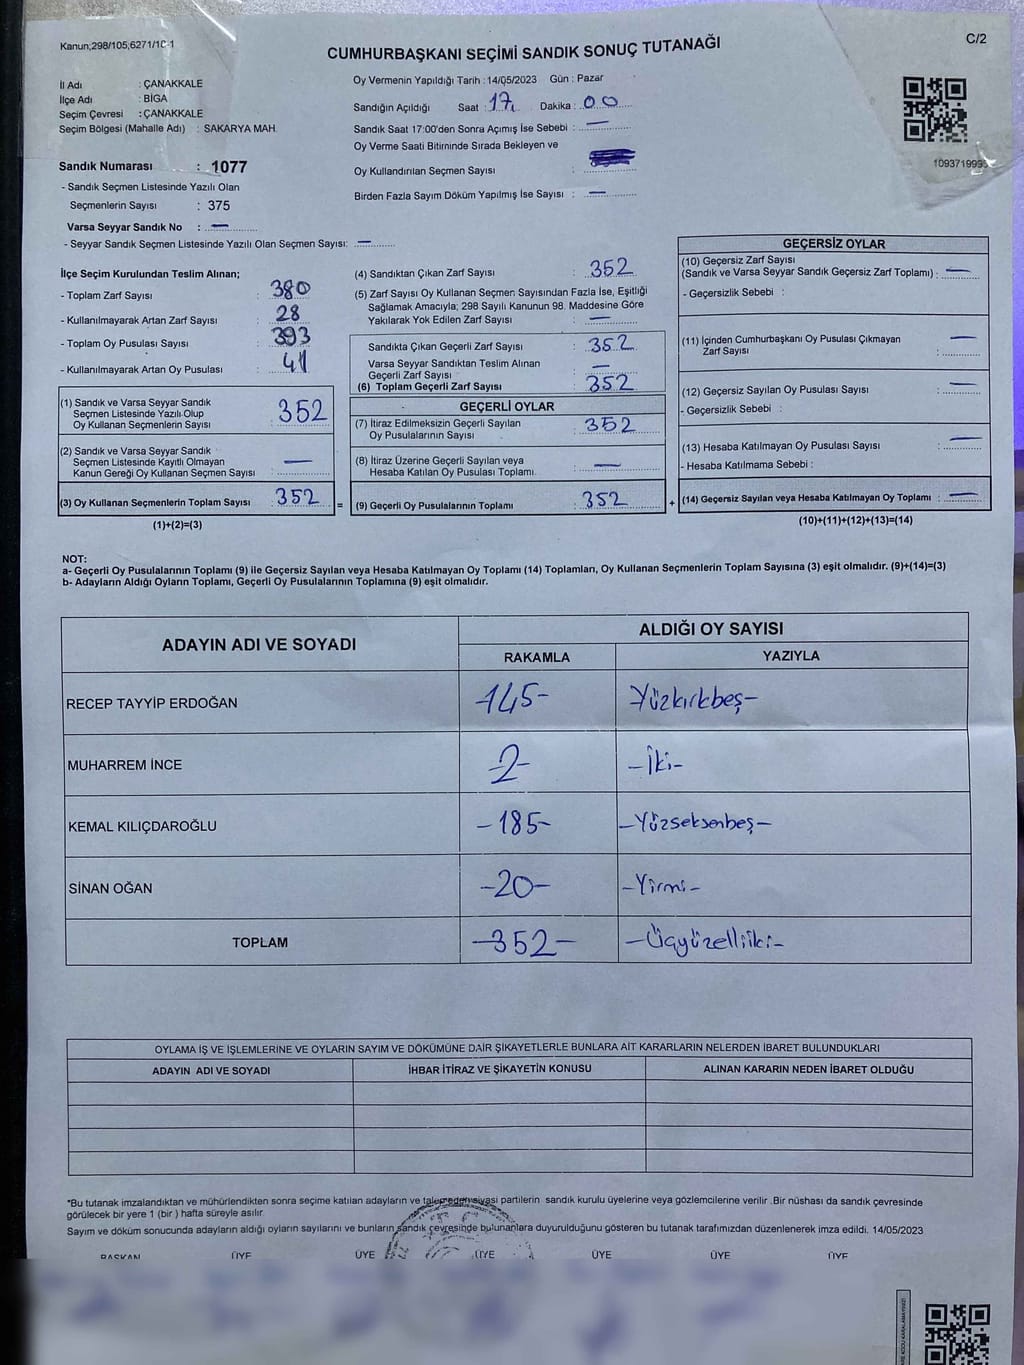 Kanun;298/105,6271/1C-1
C/2
CUMHURBAŞKANI SEÇİMİ SANDIK SONUÇ TUTANAĞI
İl Adı : ÇANAKKALE
İlçe Adı : BİGA
Seçim Çevresi : ÇANAKKALE
Seçim Bölgesi (Mahalle Adı) : SAKARYA MAH.
Sandık Numarası : 1077
- Sandık Seçmen Listesinde Yazılı Olan
Seçmenlerin Sayısı : 375
Varsa Seyyar Sandık No : —
- Seyyar Sandık Seçmen Listesinde Yazılı Olan Seçmen Sayısı: —
Oy Vermenin Yapıldığı Tarih : 14/05/2023 Gün : Pazar
Sandığın Açıldığı Saat : 17 Dakika : 00
Sandık Saat 17:00'den Sonra Açımış İse Sebebi : —
Oy Verme Saati Bitiminde Sırada Bekleyen ve
Oy Kullandırılan Seçmen Sayısı :
Birden Fazla Sayım Döküm Yapılmış İse Sayısı : —
1093719995
İlçe Seçim Kurulundan Teslim Alınan;
- Toplam Zarf Sayısı : 380
- Kullanılmayarak Artan Zarf Sayısı : 28
- Toplam Oy Pusulası Sayısı : 393
- Kullanılmayarak Artan Oy Pusulası : 41
(1) Sandık ve Varsa Seyyar Sandık
Seçmen Listesinde Yazılı Olup
Oy Kullanan Seçmenlerin Sayısı 352
(2) Sandık ve Varsa Seyyar Sandık
Seçmen Listesinde Kayıtlı Olmayan
Kanun Gereği Oy Kullanan Seçmen Sayısı —
(3) Oy Kullanan Seçmenlerin Toplam Sayısı 352 =
(1)+(2)=(3)
(4) Sandıktan Çıkan Zarf Sayısı : 352
(5) Zarf Sayısı Oy Kullanan Seçmen Sayısından Fazla İse, Eşitliği
Sağlamak Amacıyla; 298 Sayılı Kanunun 98. Maddesine Göre
Yakılarak Yok Edilen Zarf Sayısı : —
Sandıkta Çıkan Geçerli Zarf Sayısı : 352
Varsa Seyyar Sandıktan Teslim Alınan
Geçerli Zarf Sayısı : —
(6) Toplam Geçerli Zarf Sayısı : 352
GEÇERLİ OYLAR
(7) İtiraz Edilmeksizin Geçerli Sayılan
Oy Pusulalarının Sayısı : 352
(8) İtiraz Üzerine Geçerli Sayılan veya
Hesaba Katılan Oy Pusulası Toplamı. : —
(9) Geçerli Oy Pusulalarının Toplamı : 352 +
GEÇERSİZ OYLAR
(10) Geçersiz Zarf Sayısı
(Sandık ve Varsa Seyyar Sandık Geçersiz Zarf Toplamı) : —
- Geçersizlik Sebebi :
(11) İçinden Cumhurbaşkanı Oy Pusulası Çıkmayan
Zarf Sayısı : —
(12) Geçersiz Sayılan Oy Pusulası Sayısı : —
- Geçersizlik Sebebi :
(13) Hesaba Katılmayan Oy Pusulası Sayısı : —
- Hesaba Katılmama Sebebi :
(14) Geçersiz Sayılan veya Hesaba Katılmayan Oy Toplamı : —
(10)+(11)+(12)+(13)=(14)
NOT:
a- Geçerli Oy Pusulalarının Toplamı (9) ile Geçersiz Sayılan veya Hesaba Katılmayan Oy Toplamı (14) Toplamları, Oy Kullanan Seçmenlerin Toplam Sayısına (3) eşit olmalıdır. (9)+(14)=(3)
b- Adayların Aldığı Oyların Toplamı, Geçerli Oy Pusulalarının Toplamına (9) eşit olmalıdır.
ADAYIN ADI VE SOYADI ALDIĞI OY SAYISI
RAKAMLA YAZIYLA
RECEP TAYYİP ERDOĞAN -145- Yüzkırkbeş-
MUHARREM İNCE -2- -İki-
KEMAL KILIÇDAROĞLU -185- -Yüzseksenbeş-
SİNAN OĞAN -20- -Yirmi-
TOPLAM -352- -Üçyüzelliiki-
OYLAMA İŞ VE İŞLEMLERİNE VE OYLARIN SAYIM VE DÖKÜMÜNE DAİR ŞİKAYETLERLE BUNLARA AİT KARARLARIN NELERDEN İBARET BULUNDUKLARI
ADAYIN ADI VE SOYADI İHBAR İTİRAZ VE ŞİKAYETİN KONUSU ALINAN KARARIN NEDEN İBARET OLDUĞU
*Bu tutanak imzalandıktan ve mühürlendikten sonra seçime katılan adayların ve talep eden siyasi partilerin sandık kurulu üyelerine veya gözlemcilerine verilir .Bir nüshası da sandık çevresinde
görülecek bir yere 1 (bir ) hafta süreyle asılır.
Sayım ve döküm sonucunda adayların aldığı oyların sayılarını ve bunların sandık çevresinde bulunanlara duyurulduğunu gösteren bu tutanak tarafımızdan düzenlenerek imza edildi. 14/05/2023
BAŞKAN ÜYE ÜYE ÜYE ÜYE ÜYE ÜYE